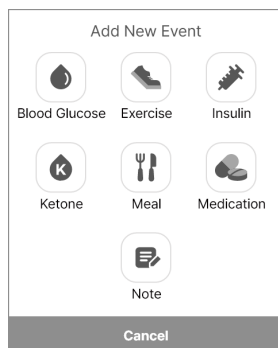 Add New Event
Blood Glucose Exercise Insulin
K
Ketone Meal Medication
Note
Cancel